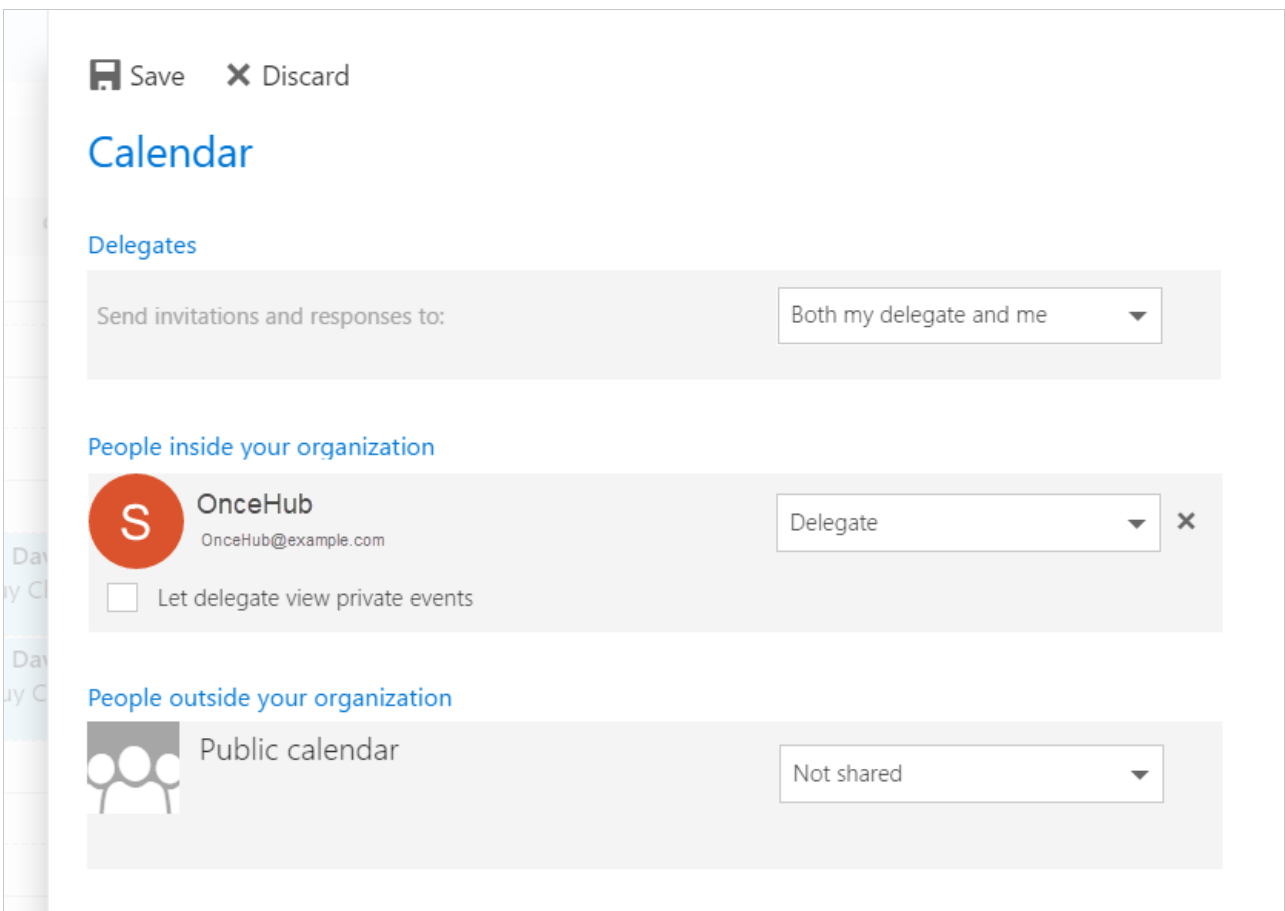 Save Discard
Calendar
Delegates
Send invitations and responses to: Both my delegate and me
People inside your organization
S OnceHub Delegate
OnceHub@example.com
Let delegate view private events
People outside your organization
Public calendar Not shared